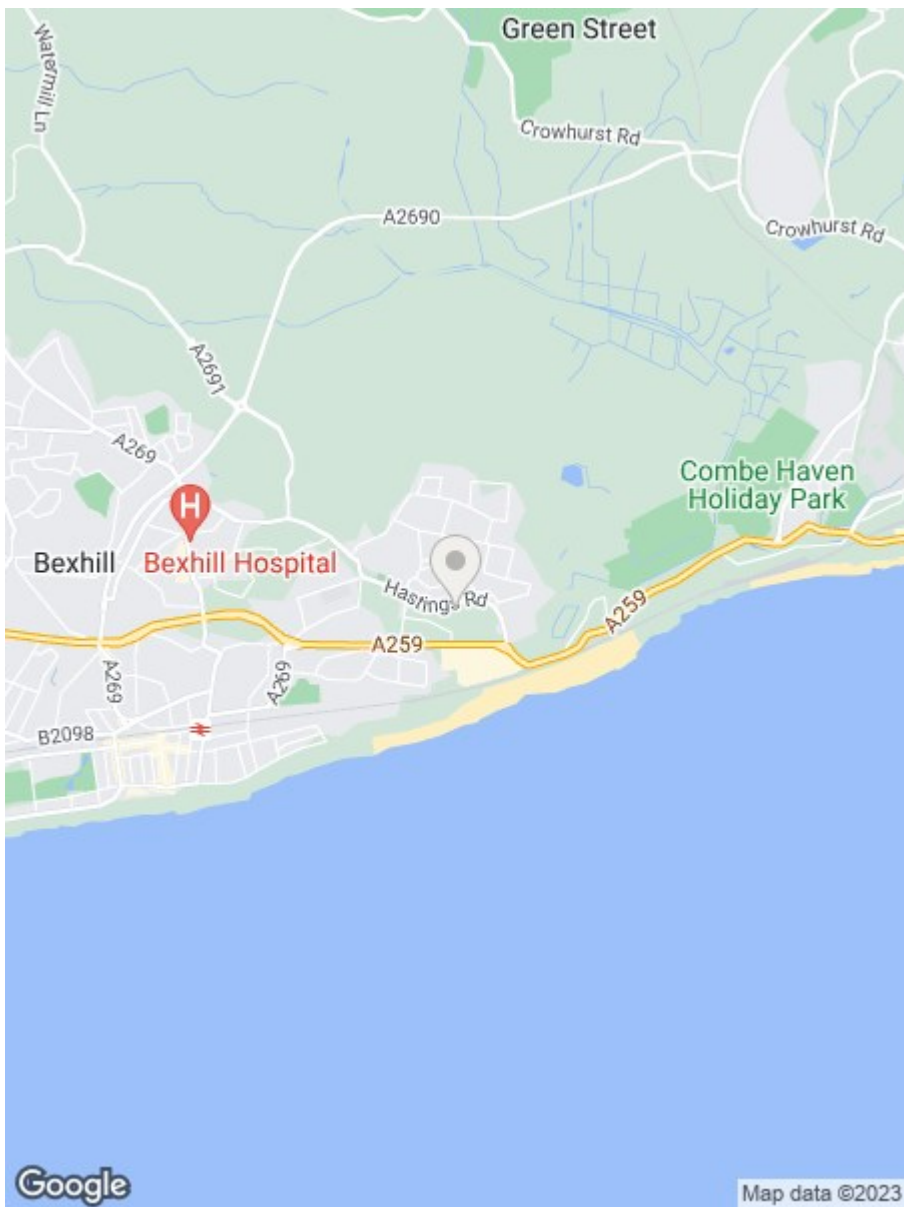 Green Street
Watermill Ln
Crowhurst Rd
A2690
Crowhurst Rd
A2691
A269
Combe Haven
Holiday Park
H
Bexhill
Bexhill Hospital
Hastings Rd
A259
A259
A269
A269
B2098
Google
Map data ©2023